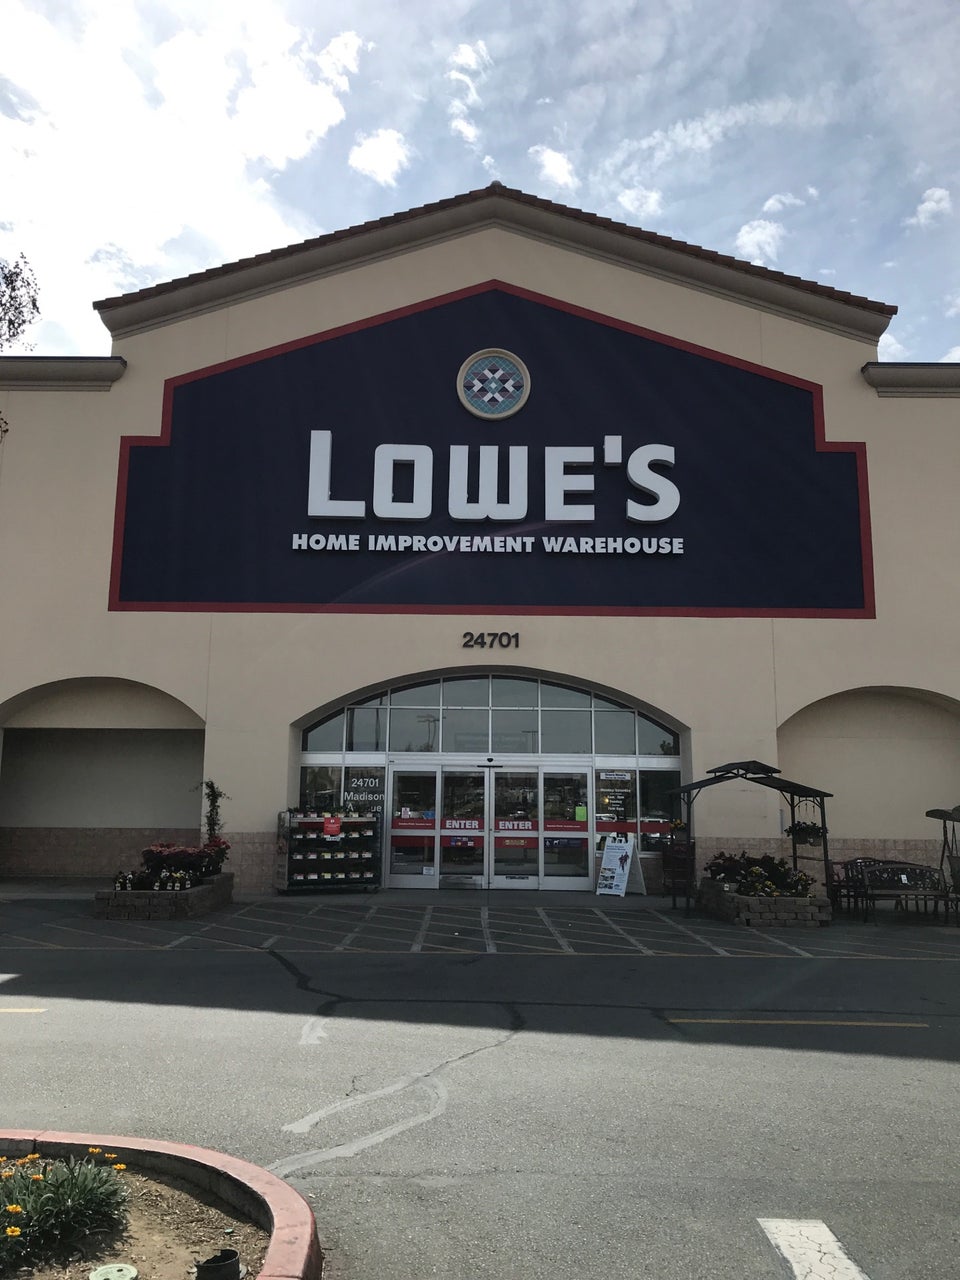 LOWE'S
HOME IMPROVEMENT WAREHOUSE
24701
24701
Madison
ENTER ENTER